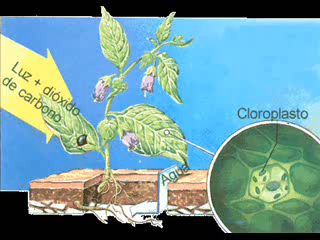 Luz + dióxido
de carbono
Cloroplasto
Agua